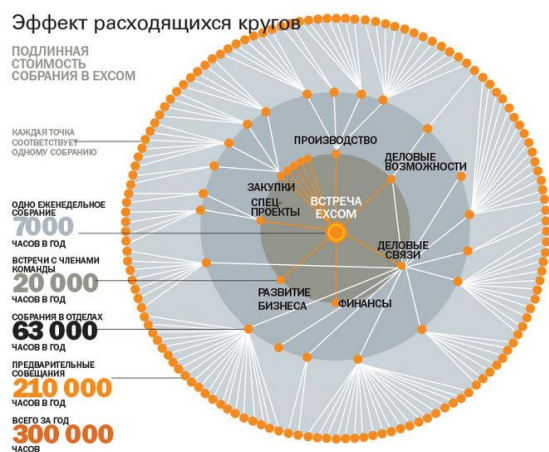 Эффект расходящихся кругов
ПОДЛИННАЯ
СТОИМОСТЬ
СОБРАНИЯ В EXCOM
КАЖДАЯ ТОЧКА
СООТВЕТСТВУЕТ
ОДНОМУ СОБРАНИЮ
ОДНО ЕЖЕНЕДЕЛЬНОЕ
СОБРАНИЕ
7000
ЧАСОВ В ГОД
ВСТРЕЧИ С ЧЛЕНАМИ
КОМАНДЫ
20 000
ЧАСОВ В ГОД
СОБРАНИЯ В ОТДЕЛАХ
63 000
ЧАСОВ В ГОД
ПРЕДВАРИТЕЛЬНЫЕ
СОВЕЩАНИЯ
210 000
ЧАСОВ В ГОД
ВСЕГО ЗА ГОД
300 000
ЧАСОВ
ПРОИЗВОДСТВО
ДЕЛОВЫЕ
ВОЗМОЖНОСТИ
ЗАКУПКИ
СПЕЦ-
ПРОЕКТЫ
ВСТРЕЧА
EXCOM
ДЕЛОВЫЕ
СВЯЗИ
РАЗВИТИЕ
БИЗНЕСА
ФИНАНСЫ